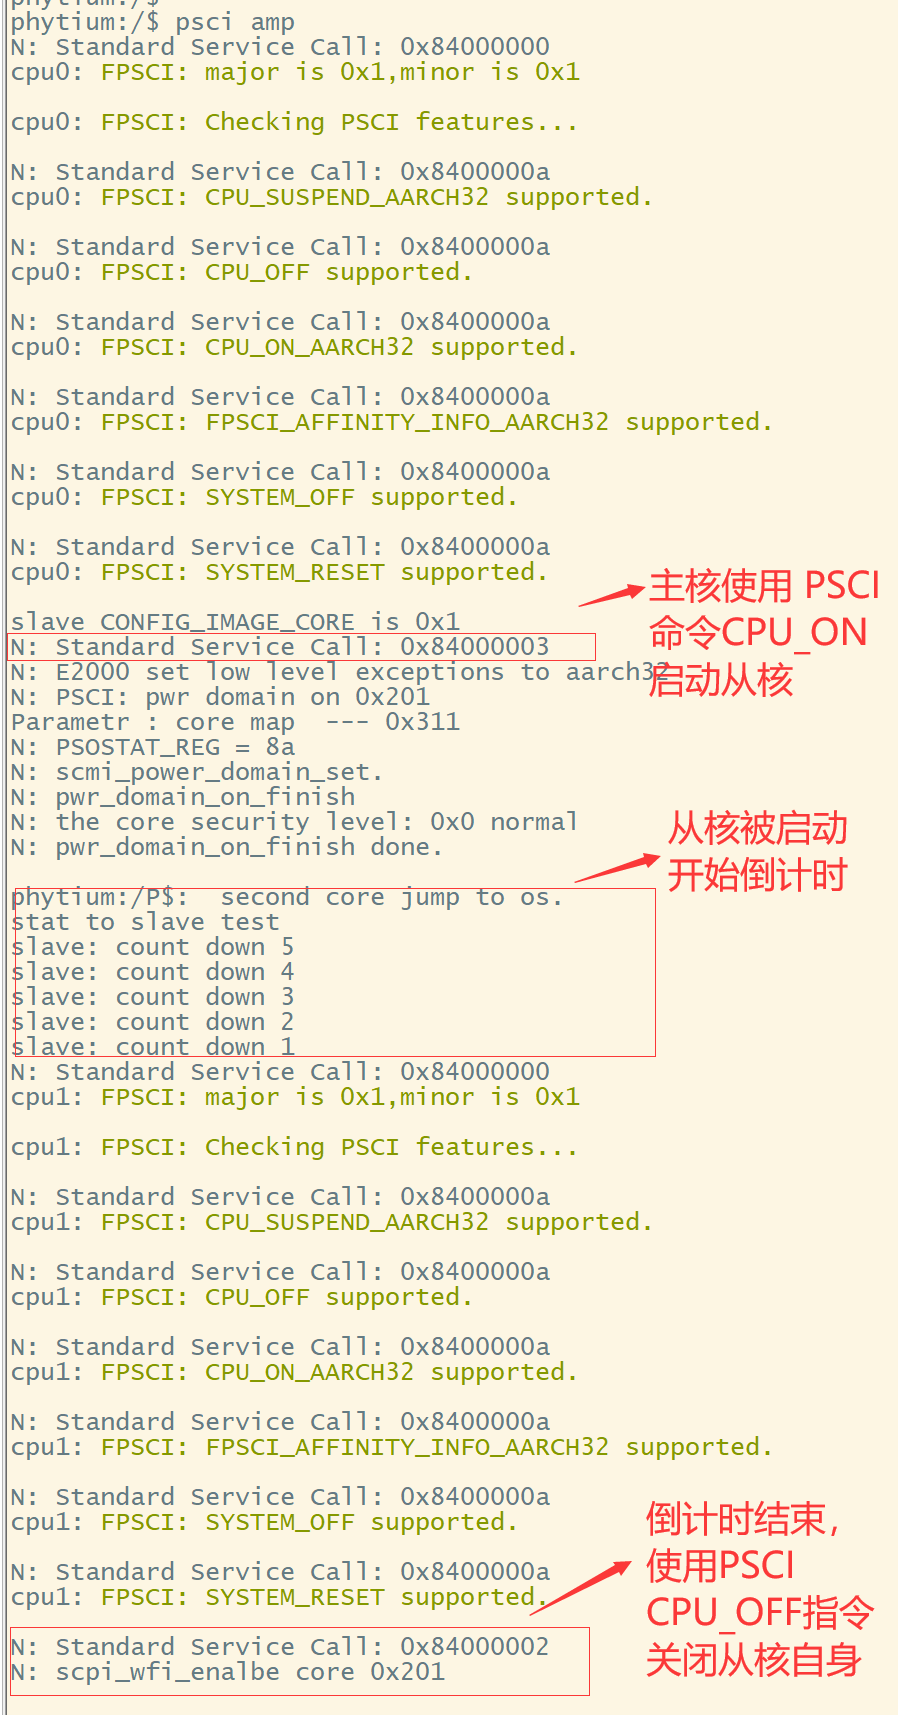 phytium:/$
phytium:/$ psci amp
N: Standard Service Call: 0x84000000
cpu0: FPSCI: major is 0x1,minor is 0x1
cpu0: FPSCI: Checking PSCI features...
N: Standard Service Call: 0x8400000a
cpu0: FPSCI: CPU_SUSPEND_AARCH32 supported.
N: Standard Service Call: 0x8400000a
cpu0: FPSCI: CPU_OFF supported.
N: Standard Service Call: 0x8400000a
cpu0: FPSCI: CPU_ON_AARCH32 supported.
N: Standard Service Call: 0x8400000a
cpu0: FPSCI: FPSCI_AFFINITY_INFO_AARCH32 supported.
N: Standard Service Call: 0x8400000a
cpu0: FPSCI: SYSTEM_OFF supported.
N: Standard Service Call: 0x8400000a
cpu0: FPSCI: SYSTEM_RESET supported.
slave CONFIG_IMAGE_CORE is 0x1
N: Standard Service Call: 0x84000003
N: E2000 set low level exceptions to aarch32
N: PSCI: pwr domain on 0x201
Parametr : core map  --- 0x311
N: PSOSTAT_REG = 8a
N: scmi_power_domain_set.
N: pwr_domain_on_finish
N: the core security level: 0x0 normal
N: pwr_domain_on_finish done.
主核使用 PSCI
命令CPU_ON
启动从核
phytium:/P$:  second core jump to os.
stat to slave test
slave: count down 5
slave: count down 4
slave: count down 3
slave: count down 2
slave: count down 1
从核被启动
开始倒计时
N: Standard Service Call: 0x84000000
cpu1: FPSCI: major is 0x1,minor is 0x1
cpu1: FPSCI: Checking PSCI features...
N: Standard Service Call: 0x8400000a
cpu1: FPSCI: CPU_SUSPEND_AARCH32 supported.
N: Standard Service Call: 0x8400000a
cpu1: FPSCI: CPU_OFF supported.
N: Standard Service Call: 0x8400000a
cpu1: FPSCI: CPU_ON_AARCH32 supported.
N: Standard Service Call: 0x8400000a
cpu1: FPSCI: FPSCI_AFFINITY_INFO_AARCH32 supported.
N: Standard Service Call: 0x8400000a
cpu1: FPSCI: SYSTEM_OFF supported.
N: Standard Service Call: 0x8400000a
cpu1: FPSCI: SYSTEM_RESET supported.
N: Standard Service Call: 0x84000002
N: scpi_wfi_enalbe core 0x201
倒计时结束，
使用PSCI
CPU_OFF指令
关闭从核自身